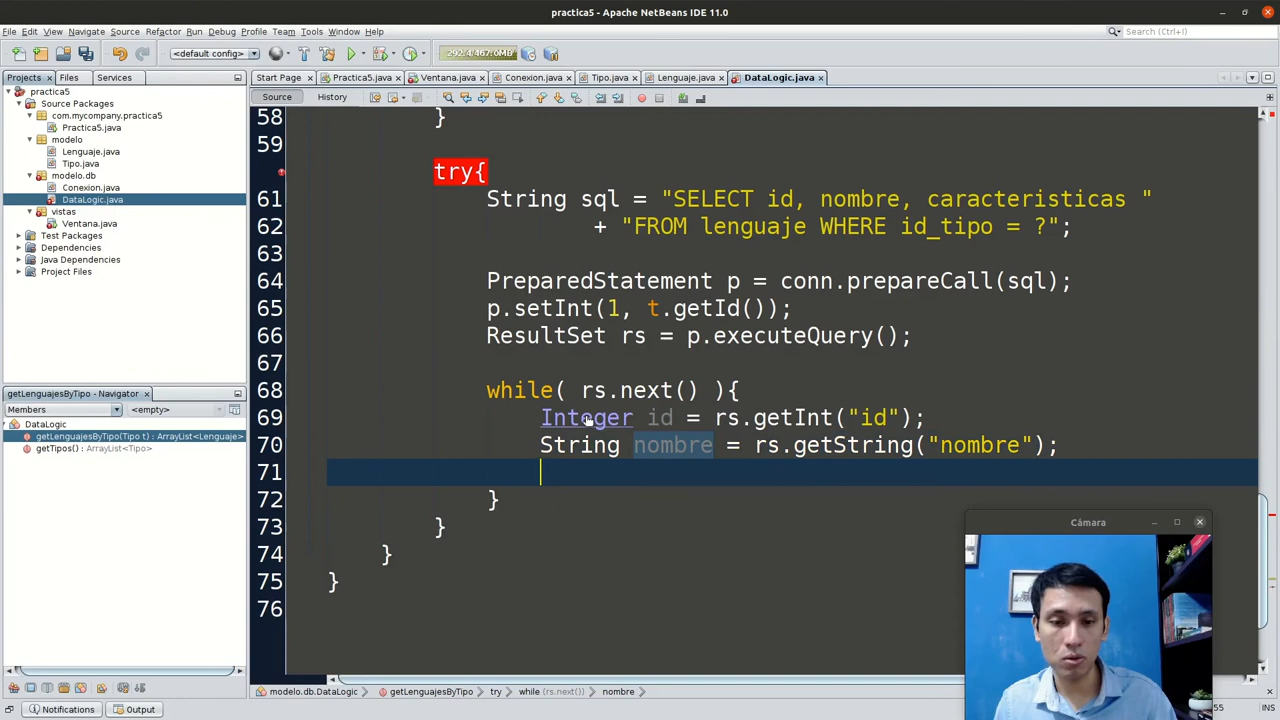 practica5 - Apache NetBeans IDE 11.0
File Edit View Navigate Source Refactor Run Debug Profile Team Tools Window Help
Search (Ctrl+I)
<default config>
292.4/467.0MB
Projects Files Services
Start Page Practica5.java Ventana.java Conexion.java Tipo.java Lenguaje.java DataLogic.java
Source History
practica5
Source Packages
com.mycompany.practica5
Practica5.java
modelo
Lenguaje.java
Tipo.java
modelo.db
Conexion.java
DataLogic.java
vistas
Ventana.java
Test Packages
Dependencies
Java Dependencies
Project Files
getLenguajesByTipo - Navigator
Members <empty>
DataLogic
getLenguajesByTipo(Tipo t) : ArrayList<Lenguaje>
getTipos() : ArrayList<Tipo>
58 }
59
try{
61 String sql = "SELECT id, nombre, caracteristicas "
62 + "FROM lenguaje WHERE id_tipo = ?";
63
64 PreparedStatement p = conn.prepareCall(sql);
65 p.setInt(1, t.getId());
66 ResultSet rs = p.executeQuery();
67
68 while( rs.next() ){
69 Integer id = rs.getInt("id");
70 String nombre = rs.getString("nombre");
71
72 }
73 }
74 }
75 }
76
Câmara
modelo.db.DataLogic getLenguajesByTipo try while (rs.next()) nombre
Notifications Output
55 INS